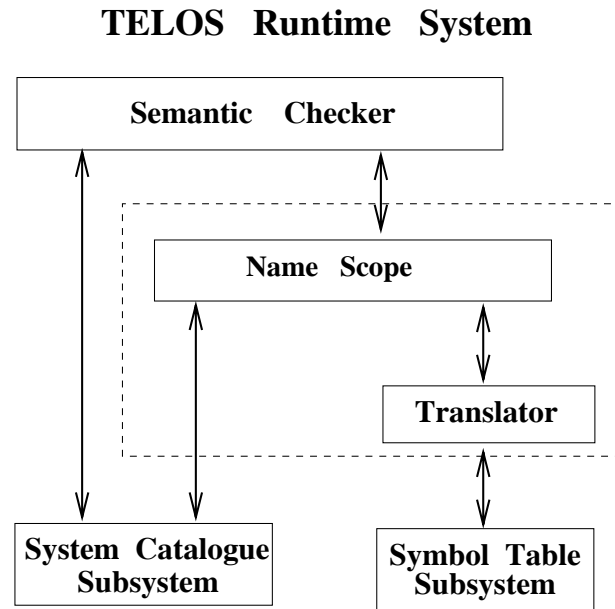 TELOS Runtime System
Semantic Checker
Name Scope
Translator
System Catalogue
Subsystem
Symbol Table
Subsystem